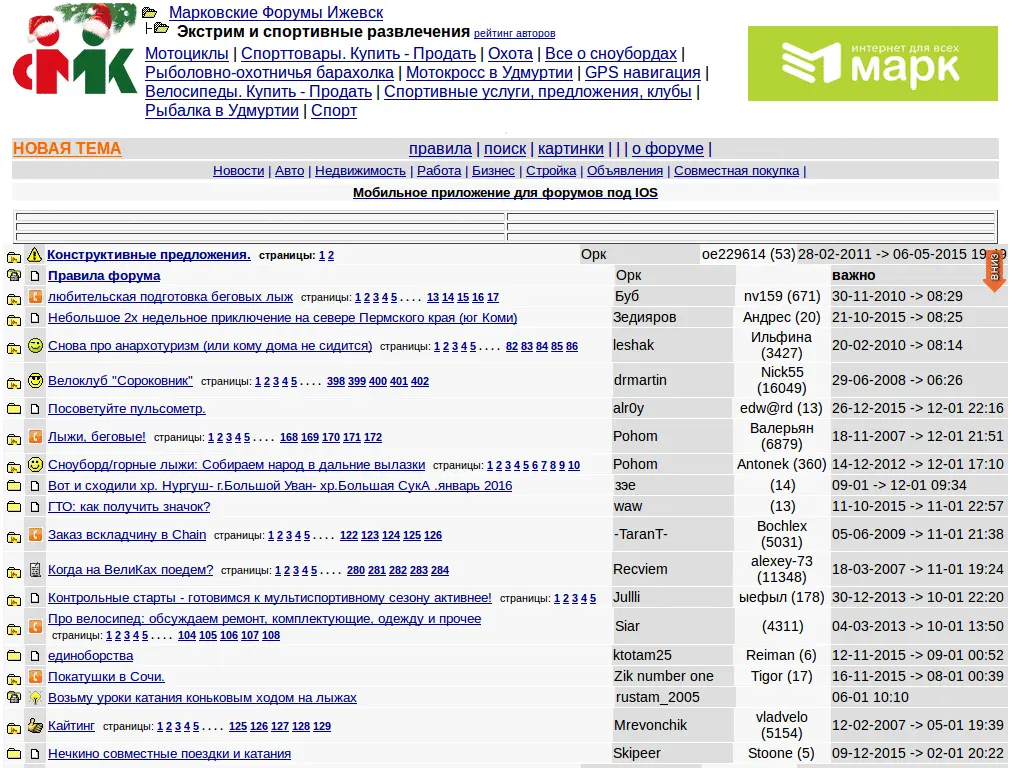 Марковские Форумы Ижевск
Экстрим и спортивные развлечения рейтинг авторов
Мотоциклы | Спорттовары. Купить - Продать | Охота | Все о сноубордах |
Рыболовно-охотничья барахолка | Мотокросс в Удмуртии | GPS навигация |
Велосипеды. Купить - Продать | Спортивные услуги, предложения, клубы |
Рыбалка в Удмуртии | Спорт
интернет для всех
марк
НОВАЯ ТЕМА правила | поиск | картинки | | | о форуме |
Новости | Авто | Недвижимость | Работа | Бизнес | Стройка | Объявления | Совместная покупка |
Мобильное приложение для форумов под IOS
Конструктивные предложения. страницы: 1 2 Орк oe229614 (53) 28-02-2011 -> 06-05-2015
вниз
Правила форума Орк важно
любительская подготовка беговых лыж страницы: 1 2 3 4 5 . . . . 13 14 15 16 17 Буб nv159 (671) 30-11-2010 -> 08:29
Небольшое 2х недельное приключение на севере Пермского края (юг Коми) Зедияров Андрес (20) 21-10-2015 -> 08:25
Снова про анархотуризм (или кому дома не сидится) страницы: 1 2 3 4 5 . . . . 82 83 84 85 86 leshak Ильфина (3427) 20-02-2010 -> 08:14
Велоклуб "Сороковник" страницы: 1 2 3 4 5 . . . . 398 399 400 401 402 drmartin Nick55 (16049) 29-06-2008 -> 06:26
Посоветуйте пульсометр. alr0y edw@rd (13) 26-12-2015 -> 12-01 22:16
Лыжи, беговые! страницы: 1 2 3 4 5 . . . . 168 169 170 171 172 Pohom Валерьян (6879) 18-11-2007 -> 12-01 21:51
Сноуборд/горные лыжи: Собираем народ в дальние вылазки страницы: 1 2 3 4 5 6 7 8 9 10 Pohom Antonek (360) 14-12-2012 -> 12-01 17:10
Вот и сходили хр. Нургуш- г.Большой Уван- хр.Большая СукА .январь 2016 зэе (14) 09-01 -> 12-01 09:34
ГТО: как получить значок? waw (13) 11-10-2015 -> 11-01 22:57
Заказ вскладчину в Chain страницы: 1 2 3 4 5 . . . . 122 123 124 125 126 -TaranT- Bochlex (5031) 05-06-2009 -> 11-01 21:38
Когда на ВелиКах поедем? страницы: 1 2 3 4 5 . . . . 280 281 282 283 284 Recviem alexey-73 (11348) 18-03-2007 -> 11-01 19:24
Контрольные старты - готовимся к мультиспортивному сезону активнее! страницы: 1 2 3 4 5 Jullli ыефыл (178) 30-12-2013 -> 10-01 22:20
Про велосипед: обсуждаем ремонт, комплектующие, одежду и прочее
страницы: 1 2 3 4 5 . . . . 104 105 106 107 108 Siar (4311) 04-03-2013 -> 10-01 13:50
единоборства ktotam25 Reiman (6) 12-11-2015 -> 09-01 00:52
Покатушки в Сочи. Zik number one Tigor (17) 16-11-2015 -> 08-01 00:39
Возьму уроки катания коньковым ходом на лыжах rustam_2005 06-01 10:10
Кайтинг страницы: 1 2 3 4 5 . . . . 125 126 127 128 129 Mrevonchik vladvelo (5154) 12-02-2007 -> 05-01 19:39
Нечкино совместные поездки и катания Skipeer Stoone (5) 09-12-2015 -> 02-01 20:22